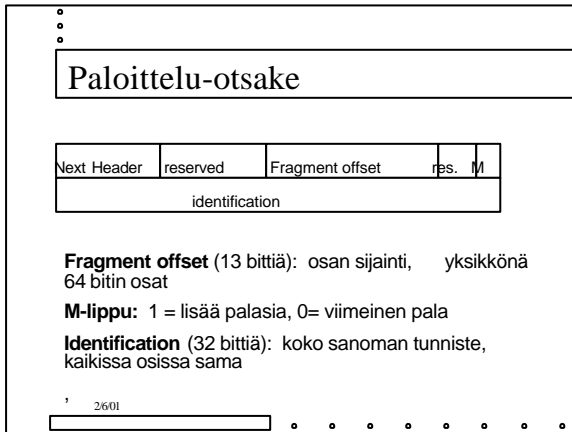 Paloittelu-otsake
Next Header reserved Fragment offset res. M
identification
Fragment offset (13 bittiä): osan sijainti, yksikkönä
64 bitin osat
M-lippu: 1 = lisää palasia, 0= viimeinen pala
Identification (32 bittiä): koko sanoman tunniste,
kaikissa osissa sama
,
2/6/01